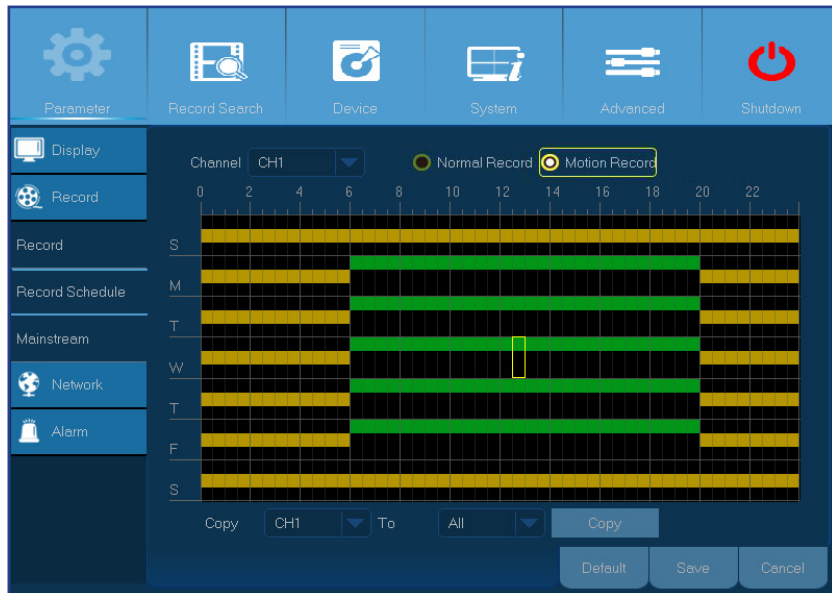 Parameter Record Search Device System Advanced Shutdown
Display
Record
Record
Record Schedule
Mainstream
Network
Alarm
Channel CH1 Normal Record Motion Record
0 2 4 6 8 10 12 14 16 18 20 22
S
M
T
W
T
F
S
Copy CH1 To All Copy
Default Save Cancel